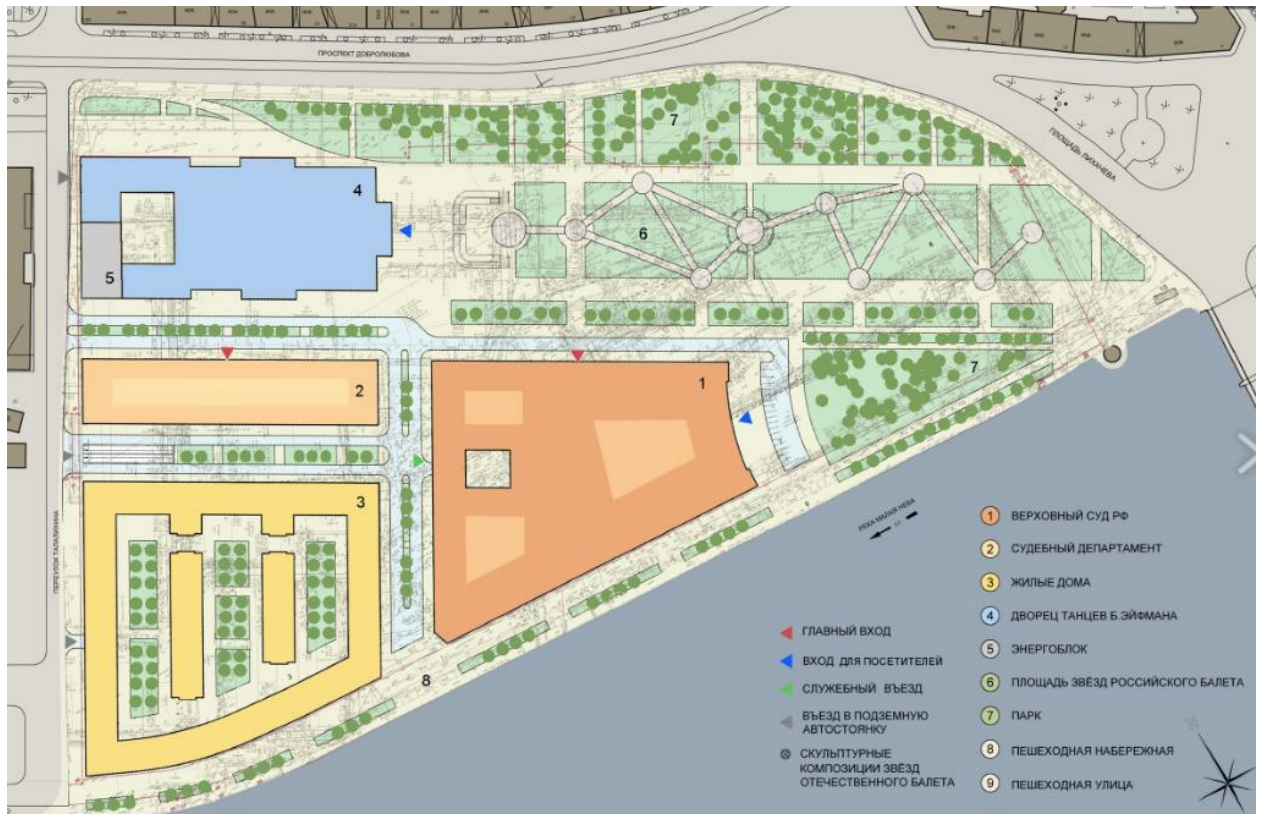 ПРОСПЕКТ ДОБРОЛЮБОВА
ПЛОЩАДЬ ЛИХАЧЕВА
7
4
6
5
2
1
7
3
8
ПЕРЕУЛОК ТАЛАЛИХИНА
РЕКА МАЛАЯ НЕВА
ГЛАВНЫЙ ВХОД
ВХОД ДЛЯ ПОСЕТИТЕЛЕЙ
СЛУЖЕБНЫЙ ВЪЕЗД
ВЪЕЗД В ПОДЗЕМНУЮ
АВТОСТОЯНКУ
СКУЛЬПТУРНЫЕ
КОМПОЗИЦИИ ЗВЁЗД
ОТЕЧЕСТВЕННОГО БАЛЕТА
1 ВЕРХОВНЫЙ СУД РФ
2 СУДЕБНЫЙ ДЕПАРТАМЕНТ
3 ЖИЛЫЕ ДОМА
4 ДВОРЕЦ ТАНЦЕВ Б.ЭЙФМАНА
5 ЭНЕРГОБЛОК
6 ПЛОЩАДЬ ЗВЁЗД РОССИЙСКОГО БАЛЕТА
7 ПАРК
8 ПЕШЕХОДНАЯ НАБЕРЕЖНАЯ
9 ПЕШЕХОДНАЯ УЛИЦА